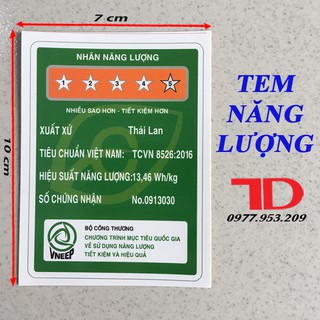 7 cm
10 cm
NHÃN NĂNG LƯỢNG
1 2 3 4 5
NHIỀU SAO HƠN - TIẾT KIỆM HƠN
XUẤT XỨ Thái Lan
TIÊU CHUẨN VIỆT NAM: TCVN 8526:2016
HIỆU SUẤT NĂNG LƯỢNG:13,46 Wh/kg
SỐ CHỨNG NHẬN No.0913030
VNEEP
BỘ CÔNG THƯƠNG
CHƯƠNG TRÌNH MỤC TIÊU QUỐC GIA
VỀ SỬ DỤNG NĂNG LƯỢNG
TIẾT KIỆM VÀ HIỆU QUẢ
TEM
NĂNG
LƯỢNG
TD
0977.953.209